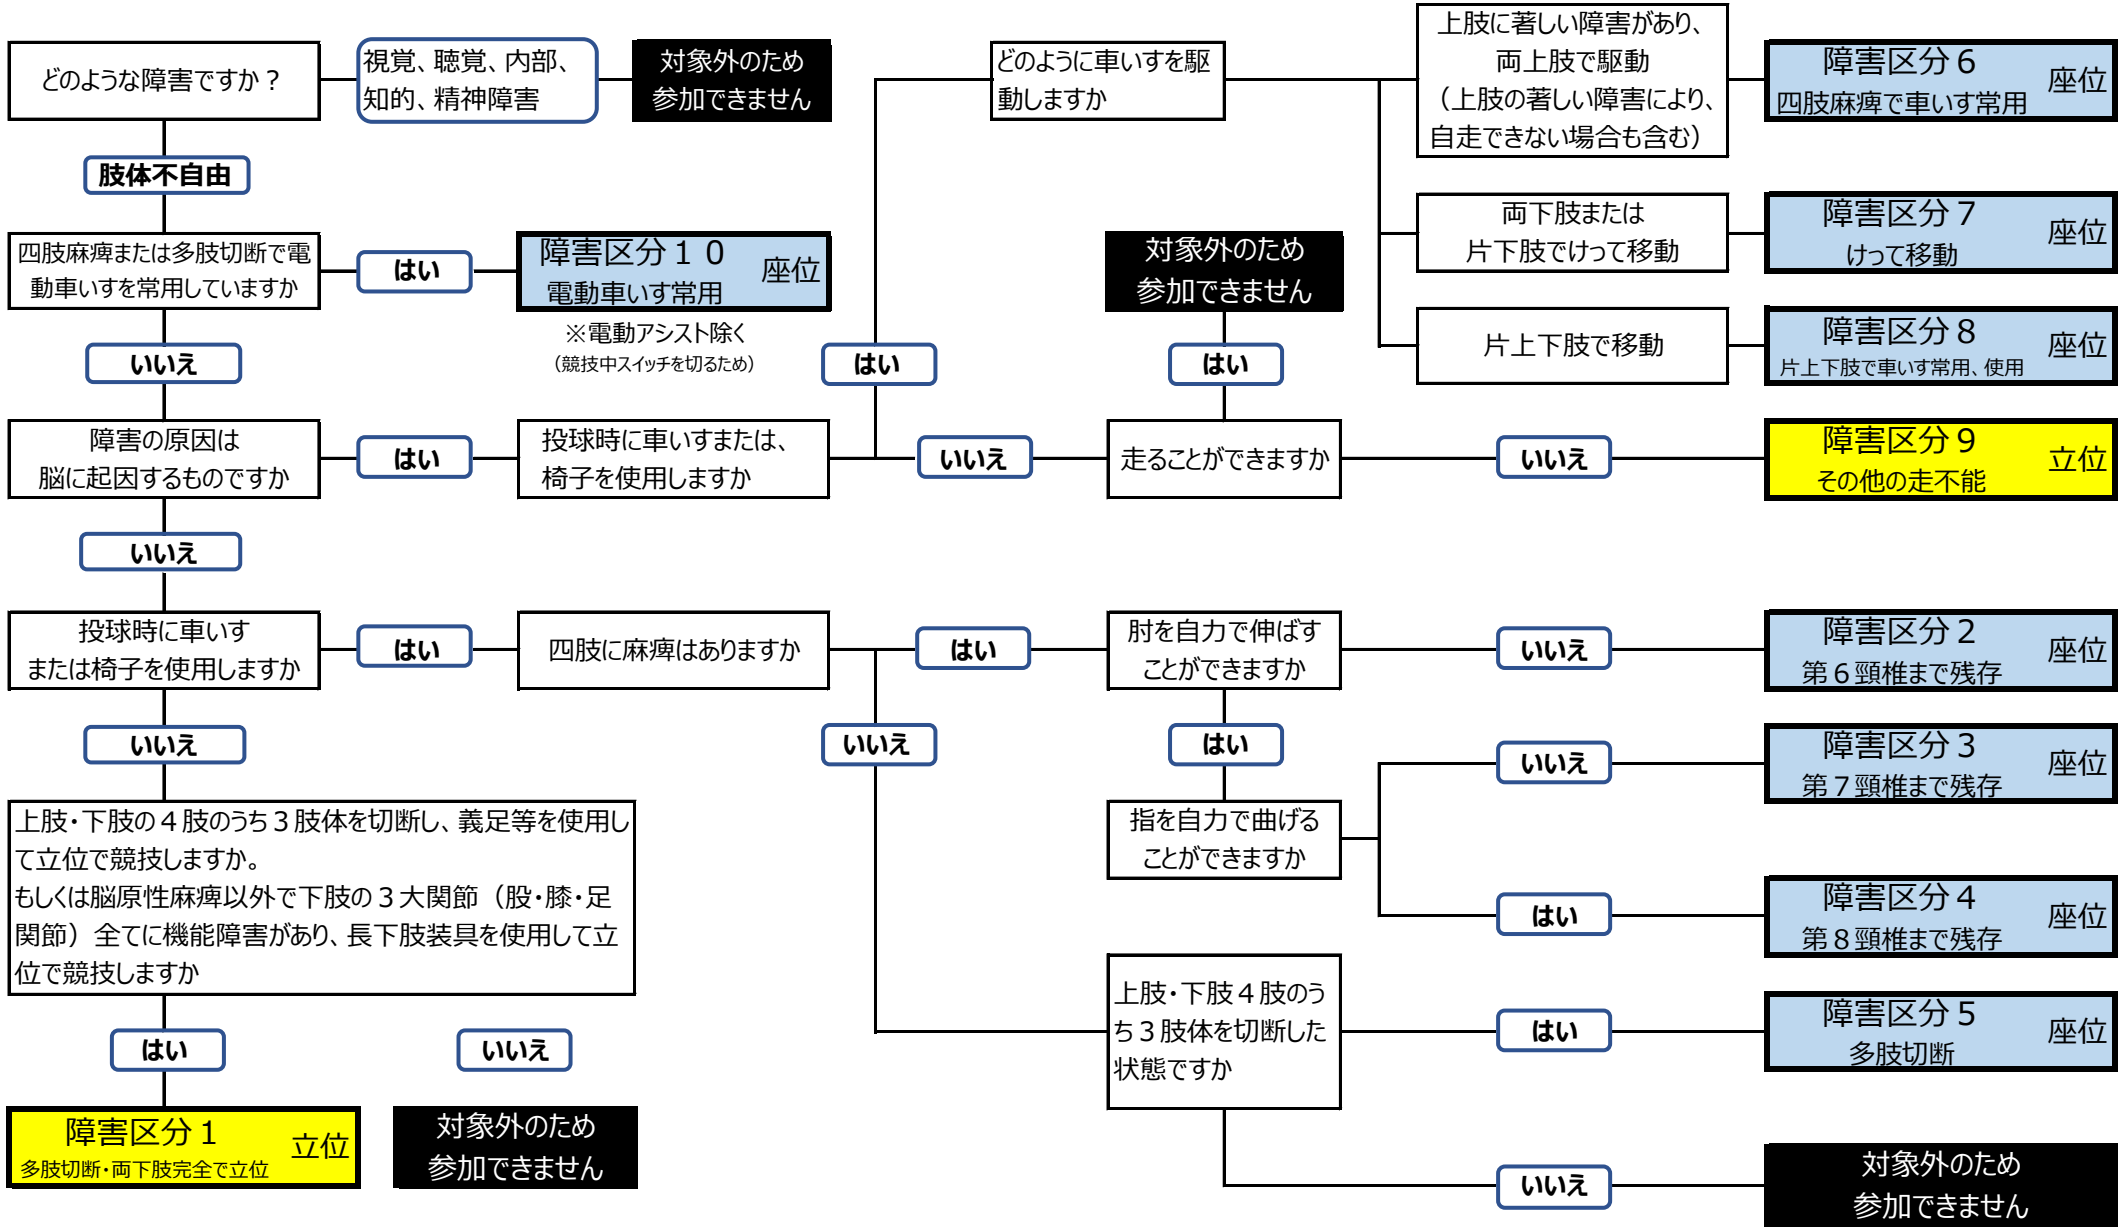 どのような障害ですか？
視覚、聴覚、内部、
知的、精神障害
対象外のため
参加できません
肢体不自由
四肢麻痺または多肢切断で電
動車いすを常用していますか
はい
障害区分１０
電動車いす常用
座位
※電動アシスト除く
（競技中スイッチを切るため）
いいえ
障害の原因は
脳に起因するものですか
はい
投球時に車いすまたは、
椅子を使用しますか
はい
どのように車いすを駆
動しますか
上肢に著しい障害があり、
両上肢で駆動
（上肢の著しい障害により、
自走できない場合も含む）
障害区分６
四肢麻痺で車いす常用
座位
両下肢または
片下肢でけって移動
障害区分７
けって移動
座位
片上下肢で移動
障害区分８
片上下肢で車いす常用、使用
座位
いいえ
走ることができますか
はい
対象外のため
参加できません
いいえ
障害区分９
その他の走不能
立位
いいえ
投球時に車いす
または椅子を使用しますか
はい
四肢に麻痺はありますか
はい
肘を自力で伸ばす
ことができますか
いいえ
障害区分２
第６頸椎まで残存
座位
はい
指を自力で曲げる
ことができますか
いいえ
障害区分３
第７頸椎まで残存
座位
はい
障害区分４
第８頸椎まで残存
座位
いいえ
上肢・下肢４肢のう
ち３肢体を切断した
状態ですか
はい
障害区分５
多肢切断
座位
いいえ
対象外のため
参加できません
いいえ
上肢・下肢の４肢のうち３肢体を切断し、義足等を使用し
て立位で競技しますか。
もしくは脳原性麻痺以外で下肢の３大関節（股・膝・足
関節）全てに機能障害があり、長下肢装具を使用して立
位で競技しますか
はい
障害区分１
多肢切断・両下肢完全で立位
立位
いいえ
対象外のため
参加できません